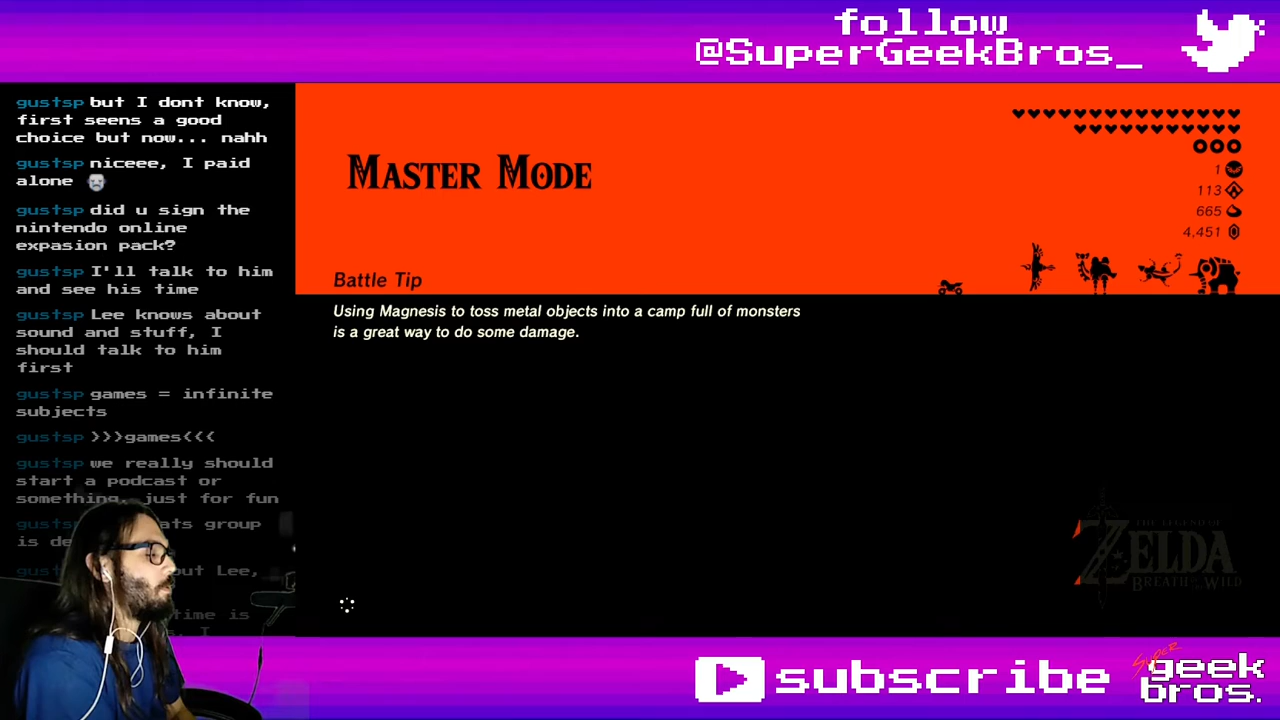 follow
@SuperGeekBros_
gustsp but I dont know,
first seens a good
choice but now... nahh
gustsp niceee, I paid
alone
gustsp did u sign the
nintendo online
expasion pack?
gustsp I'll talk to him
and see his time
gustsp Lee knows about
sound and stuff, I
should talk to him
first
gustsp games = infinite
subjects
gustsp >>>games<<<
gustsp we really should
start a podcast or
something, just for fun
group
is
Lee,
time is
I
Master Mode
1
113
665
4,451
Battle Tip
Using Magnesis to toss metal objects into a camp full of monsters
is a great way to do some damage.
THE LEGEND OF
ZELDA
BREATH OF THE WILD
subscribe
SUPER
geek
bros.